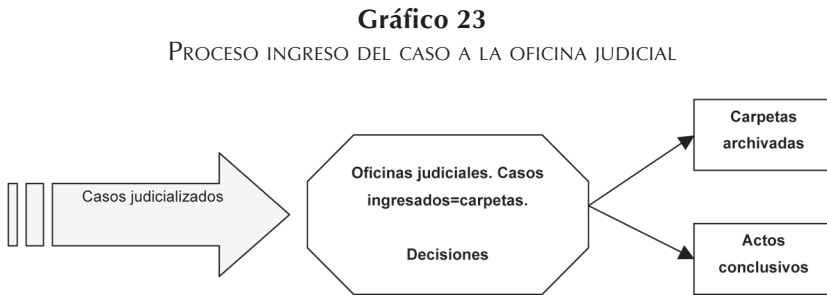 Gráfico 23
Proceso ingreso del caso a la oficina judicial
Casos judicializados
Oficinas judiciales. Casos
ingresados=carpetas.
Decisiones
Carpetas
archivadas
Actos
conclusivos